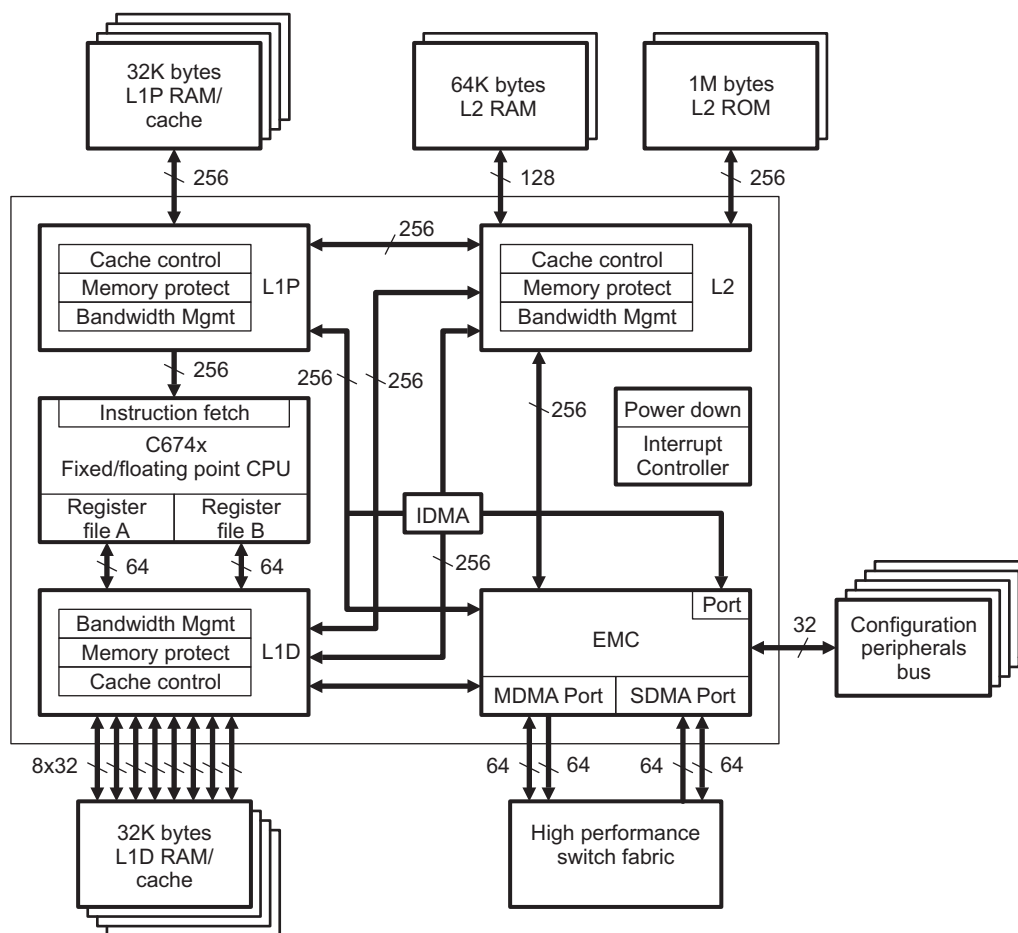 32K bytes
L1P RAM/
cache
64K bytes
L2 RAM
1M bytes
L2 ROM
256
128
256
256
Cache control
Memory protect
Bandwidth Mgmt
L1P
Cache control
Memory protect
Bandwidth Mgmt
L2
256
256
256
256
Instruction fetch
C674x
Fixed/floating point CPU
Register
file A
Register
file B
Power down
Interrupt
Controller
IDMA
64
64
256
Bandwidth Mgmt
Memory protect
Cache control
L1D
Port
EMC
MDMA Port
SDMA Port
32
Configuration
peripherals
bus
8x32
64
64
64
64
32K bytes
L1D RAM/
cache
High performance
switch fabric